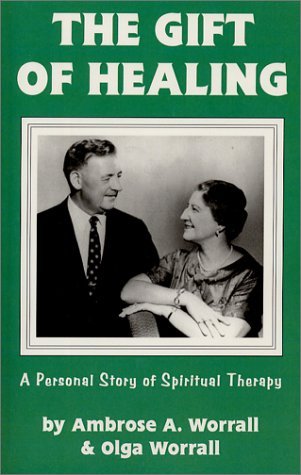 THE GIFT
OF HEALING
A Personal Story of Spiritual Therapy
by Ambrose A. Worrall
& Olga Worrall